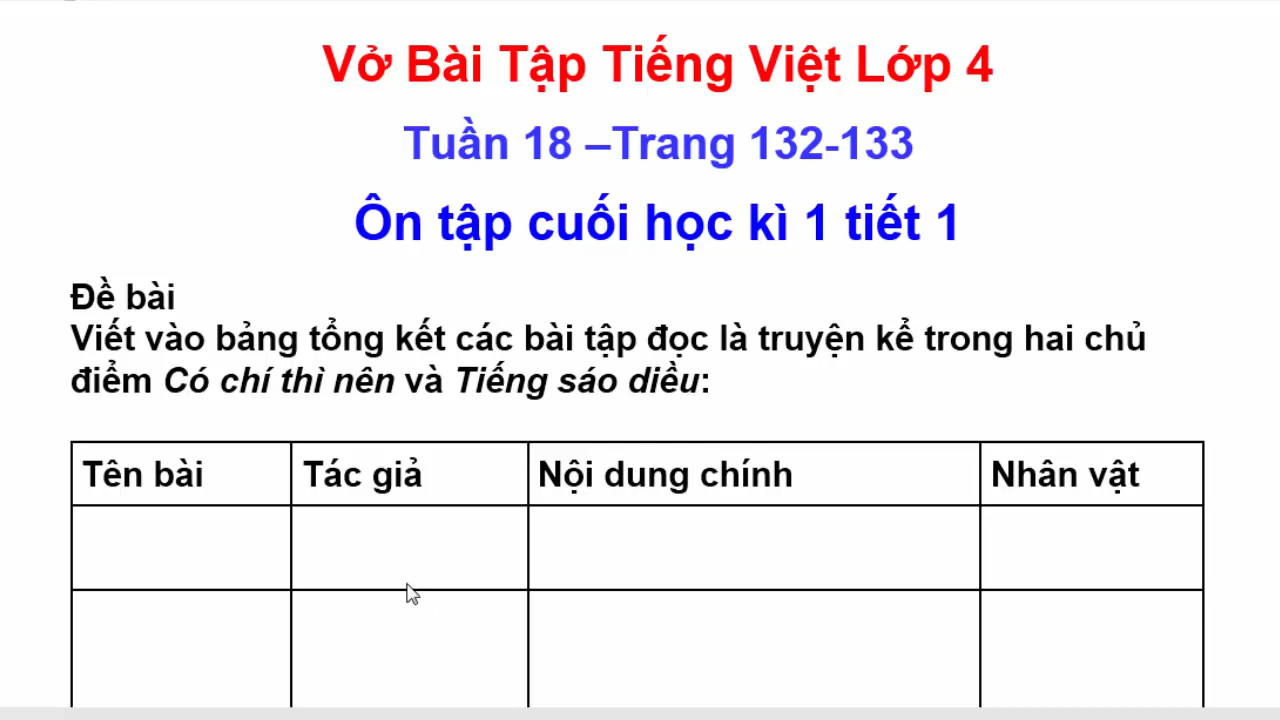 Vở Bài Tập Tiếng Việt Lớp 4
Tuần 18 –Trang 132-133
Ôn tập cuối học kì 1 tiết 1
Đề bài
Viết vào bảng tổng kết các bài tập đọc là truyện kể trong hai chủ
điểm Có chí thì nên và Tiếng sáo diều:
Tên bài Tác giả Nội dung chính Nhân vật